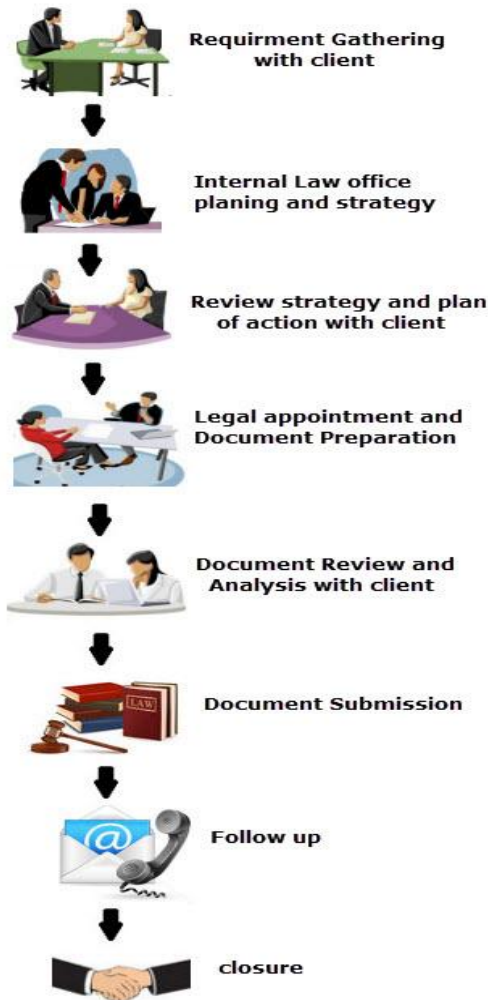 Requirment Gathering
with client
Internal Law office
planing and strategy
Review strategy and plan
of action with client
Legal appointment and
Document Preparation
Document Review and
Analysis with client
LAW
Document Submission
@
Follow up
closure